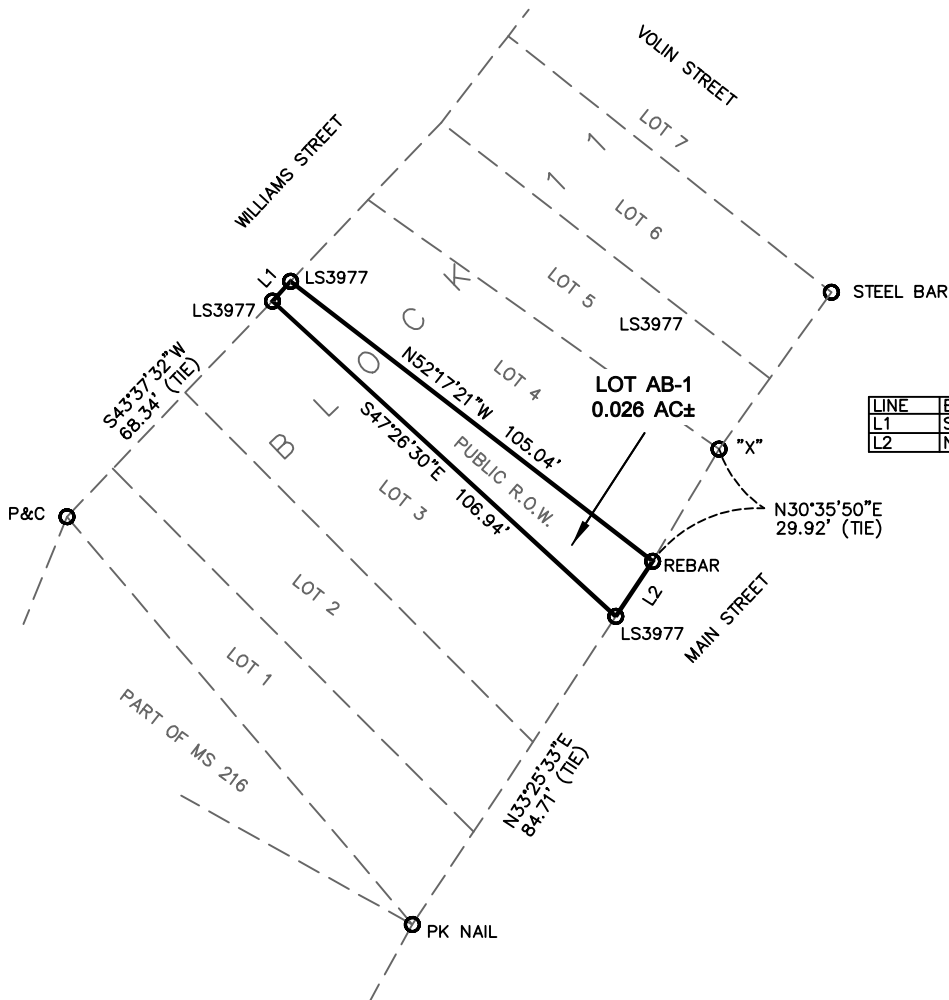 VOLIN STREET
WILLIAMS STREET
LOT 7
LOT 6
LOT 5
LOT 4
LOT 3
LOT 2
LOT 1
BLOCK 11
L1
LS3977
LS3977
LS3977
STEEL BAR
N52°17'21"W 105.04'
S47°26'30"E 106.94'
PUBLIC R.O.W.
LOT AB-1
0.026 AC±
S43°37'32"W
68.34' (TIE)
LINE
L1 S
L2 N
"X"
N30°35'50"E
29.92' (TIE)
P&C
REBAR
L2
LS3977
MAIN STREET
PART OF MS 216
N33°25'33"E
84.71' (TIE)
PK NAIL